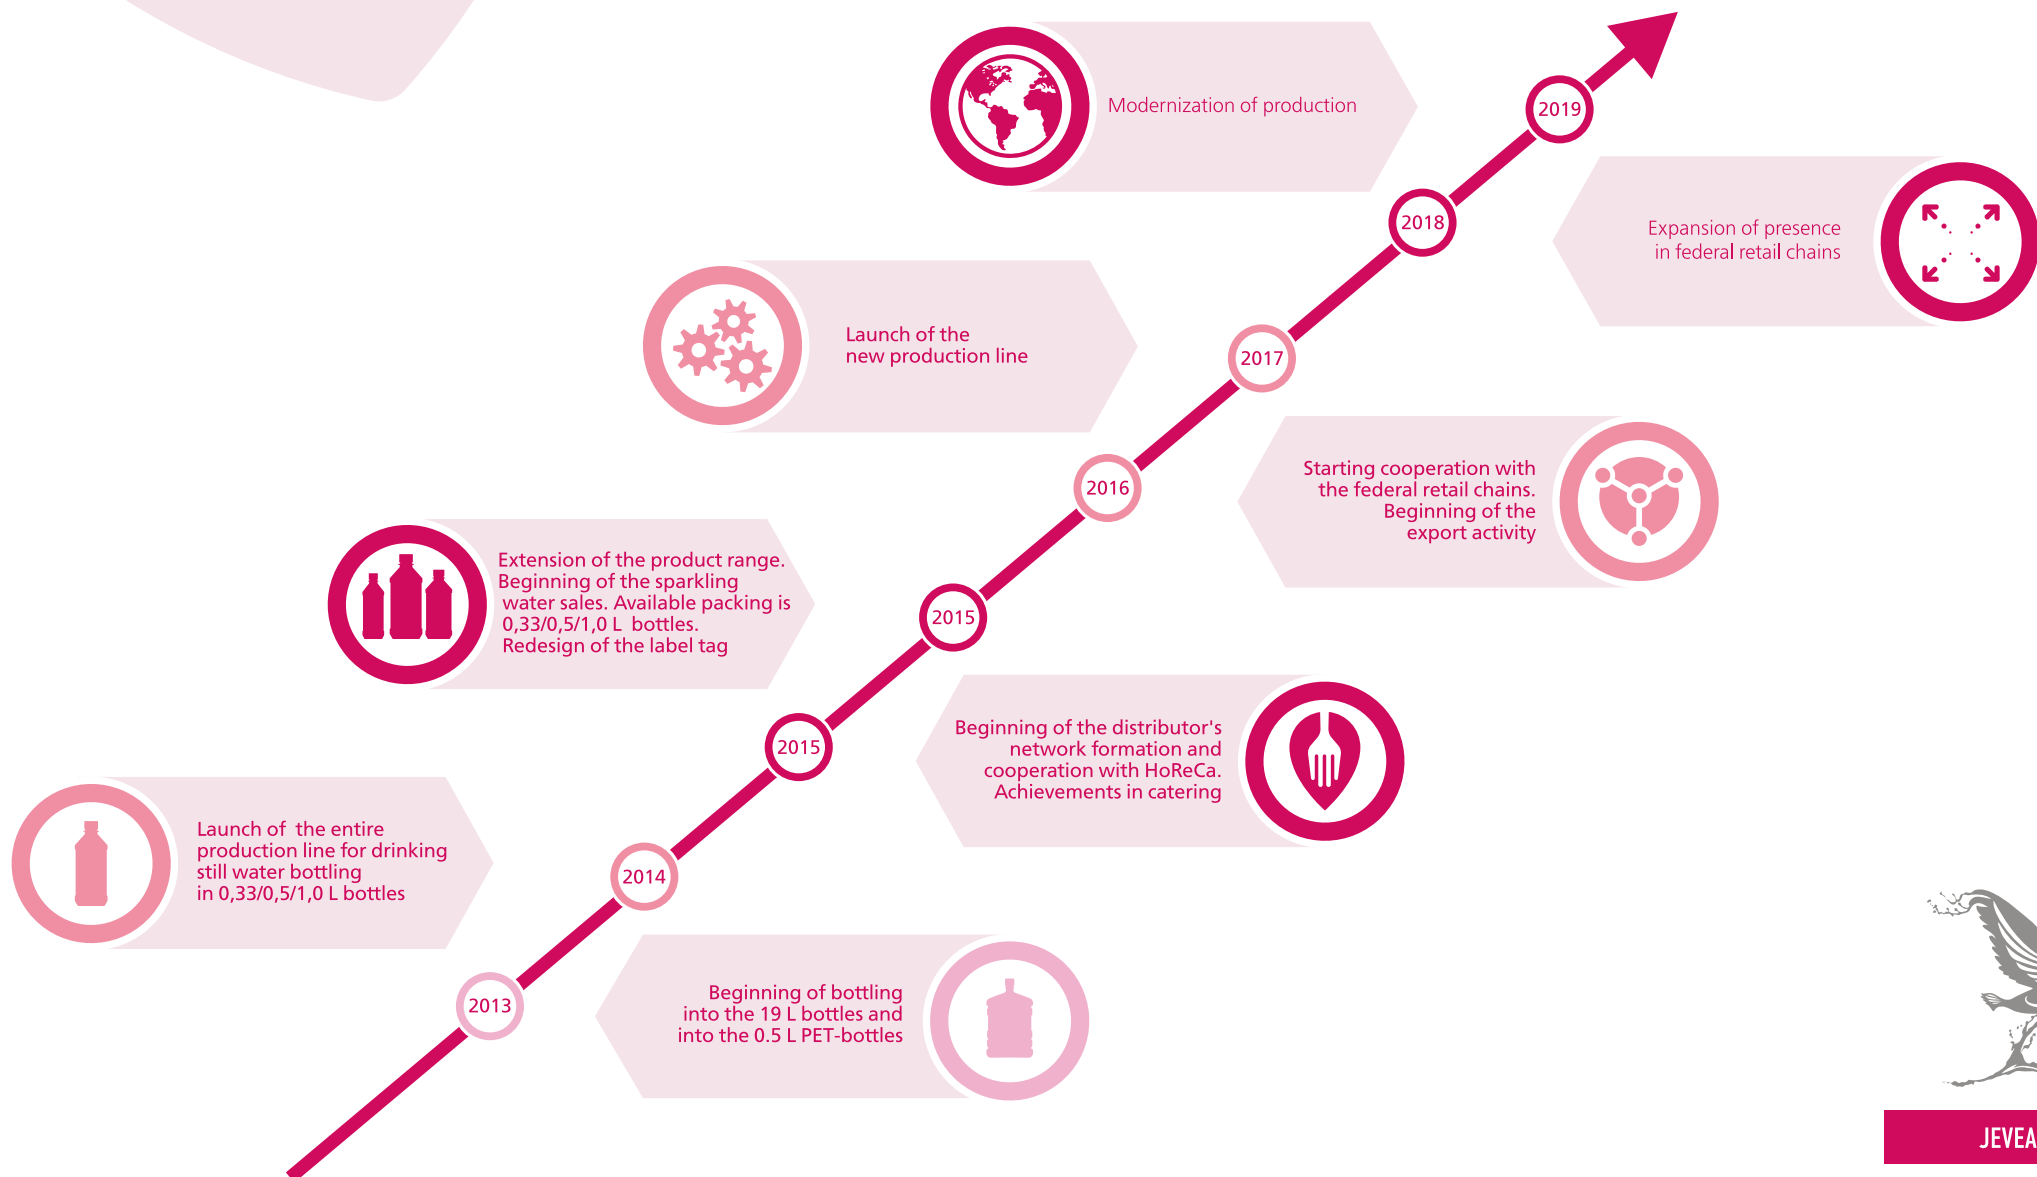 Modernization of production
2019
2018
Expansion of presence
in federal retail chains
Launch of the
new production line
2017
2016
Starting cooperation with
the federal retail chains.
Beginning of the
export activity
Extension of the product range.
Beginning of the sparkling
water sales. Available packing is
0,33/0,5/1,0 L bottles.
Redesign of the label tag
2015
2015
Beginning of the distributor's
network formation and
cooperation with HoReCa.
Achievements in catering
Launch of the entire
production line for drinking
still water bottling
in 0,33/0,5/1,0 L bottles
2014
2013
Beginning of bottling
into the 19 L bottles and
into the 0.5 L PET-bottles
JEVEA